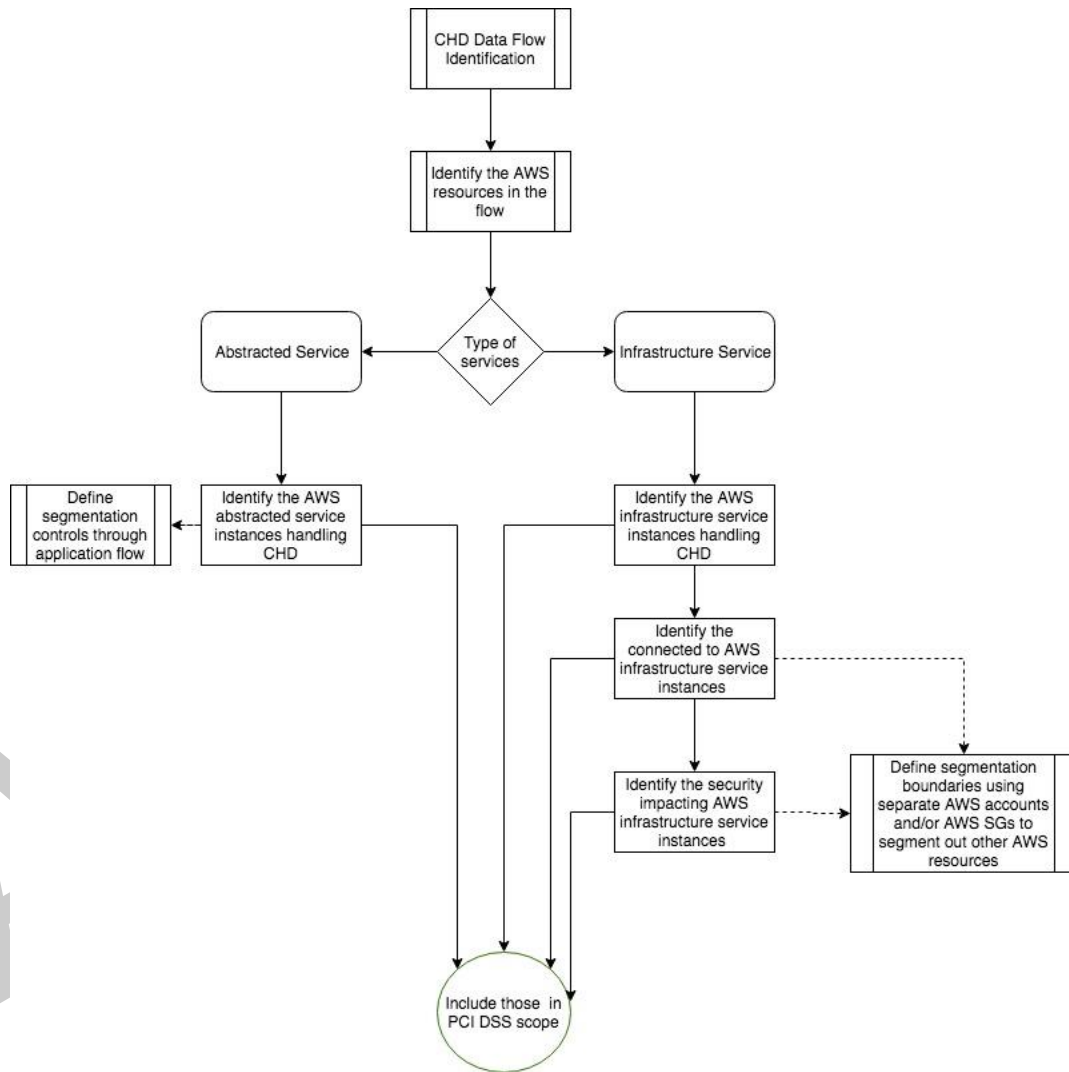 CHD Data Flow
Identification
Identify the AWS
resources in the
flow
Type of
services
Abstracted Service
Infrastructure Service
Define
segmentation
controls through
application flow
Identify the AWS
abstracted service
instances handling
CHD
Identify the AWS
infrastructure service
instances handling
CHD
Identify the
connected to AWS
infrastructure service
instances
Identify the security
impacting AWS
infrastructure service
instances
Define segmentation
boundaries using
separate AWS accounts
and/or AWS SGs to
segment out other AWS
resources
Include those in
PCI DSS scope